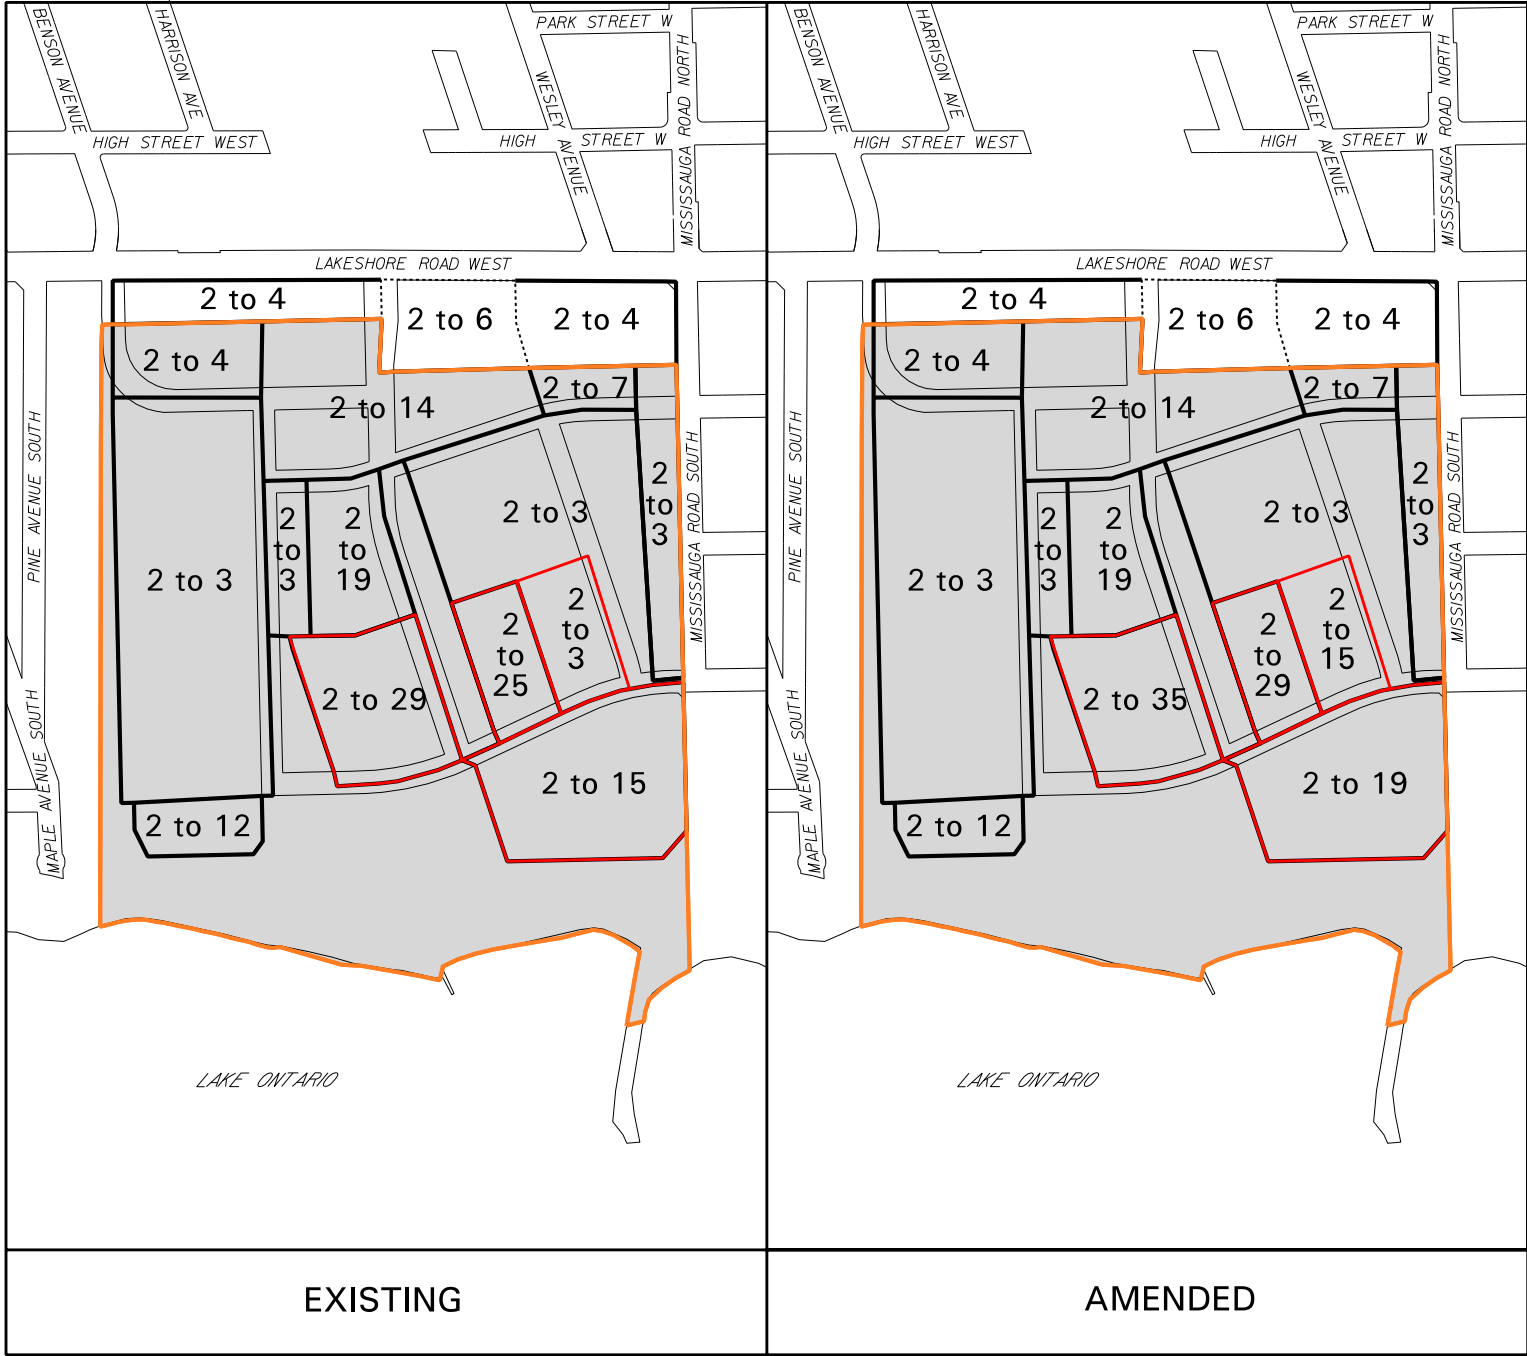 BENSON AVENUE
HARRISON AVE
HIGH STREET WEST
PARK STREET W
WESLEY AVENUE
HIGH STREET W
MISSISSAUGA ROAD NORTH
LAKESHORE ROAD WEST
2 to 4
2 to 6
2 to 4
2 to 4
2 to 14
2 to 7
PINE AVENUE SOUTH
2 to 3
2
to
3
2
to
19
2 to 3
2
to
3
MISSISSAUGA ROAD SOUTH
2 to 29
2
to
25
2
to
3
2 to 15
2 to 12
MAPLE AVENUE SOUTH
LAKE ONTARIO
EXISTING
BENSON AVENUE
HARRISON AVE
HIGH STREET WEST
PARK STREET W
WESLEY AVENUE
HIGH STREET W
MISSISSAUGA ROAD NORTH
LAKESHORE ROAD WEST
2 to 4
2 to 6
2 to 4
2 to 4
2 to 14
2 to 7
PINE AVENUE SOUTH
2 to 3
2
to
3
2
to
19
2 to 3
2
to
3
MISSISSAUGA ROAD SOUTH
2 to 35
2
to
29
2
to
15
2 to 19
2 to 12
MAPLE AVENUE SOUTH
LAKE ONTARIO
AMENDED